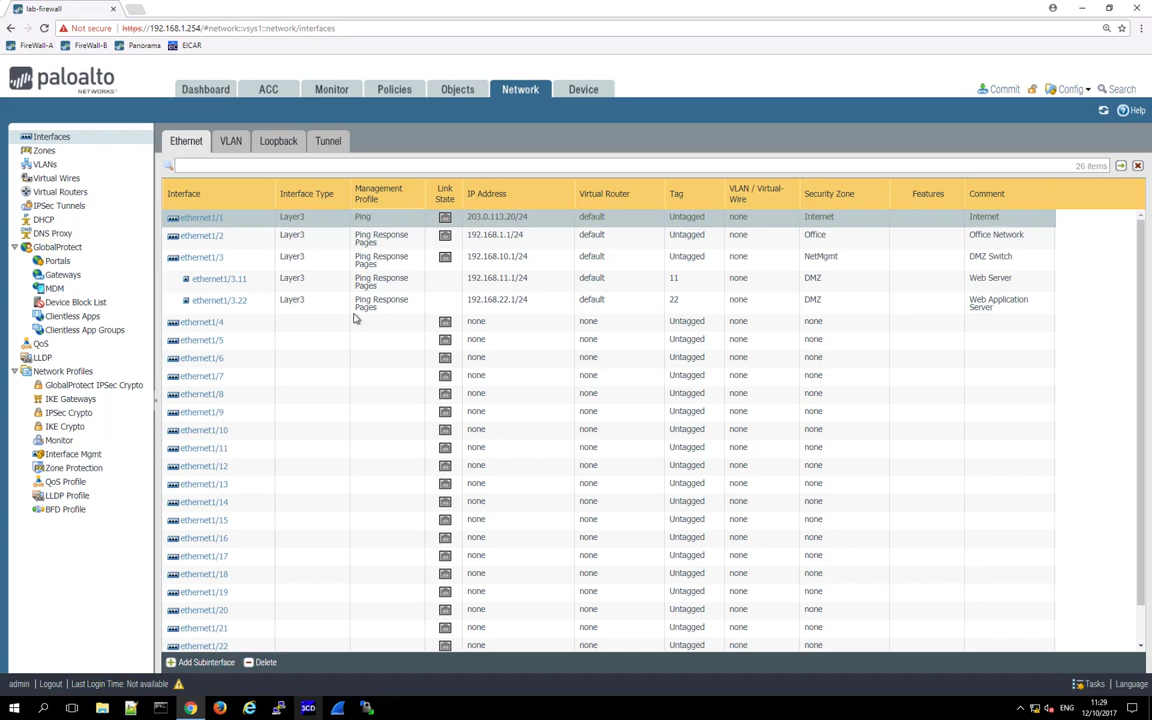 lab-firewall
Not secure https://192.168.1.254/#network::vsys1::network/interfaces
FireWall-A FireWall-B Panorama EICAR
paloalto
NETWORKS
Dashboard ACC Monitor Policies Objects Network Device
Commit Config Search
Help
Interfaces
Zones
VLANs
Virtual Wires
Virtual Routers
IPSec Tunnels
DHCP
DNS Proxy
GlobalProtect
Portals
Gateways
MDM
Device Block List
Clientless Apps
Clientless App Groups
QoS
LLDP
Network Profiles
GlobalProtect IPSec Crypto
IKE Gateways
IPSec Crypto
IKE Crypto
Monitor
Interface Mgmt
Zone Protection
QoS Profile
LLDP Profile
BFD Profile
Ethernet VLAN Loopback Tunnel
26 items
Interface Interface Type Management Profile Link State IP Address Virtual Router Tag VLAN / Virtual-Wire Security Zone Features Comment
ethernet1/1 Layer3 Ping 203.0.113.20/24 default Untagged none Internet Internet
ethernet1/2 Layer3 Ping Response Pages 192.168.1.1/24 default Untagged none Office Office Network
ethernet1/3 Layer3 Ping Response Pages 192.168.10.1/24 default Untagged none NetMgmt DMZ Switch
ethernet1/3.11 Layer3 Ping Response Pages 192.168.11.1/24 default 11 none DMZ Web Server
ethernet1/3.22 Layer3 Ping Response Pages 192.168.22.1/24 default 22 none DMZ Web Application Server
ethernet1/4 none none Untagged none none
ethernet1/5 none none Untagged none none
ethernet1/6 none none Untagged none none
ethernet1/7 none none Untagged none none
ethernet1/8 none none Untagged none none
ethernet1/9 none none Untagged none none
ethernet1/10 none none Untagged none none
ethernet1/11 none none Untagged none none
ethernet1/12 none none Untagged none none
ethernet1/13 none none Untagged none none
ethernet1/14 none none Untagged none none
ethernet1/15 none none Untagged none none
ethernet1/16 none none Untagged none none
ethernet1/17 none none Untagged none none
ethernet1/18 none none Untagged none none
ethernet1/19 none none Untagged none none
ethernet1/20 none none Untagged none none
ethernet1/21 none none Untagged none none
ethernet1/22 none none Untagged none none
Add Subinterface Delete
admin Logout Last Login Time: Not available
Tasks Language
3CD
11:29
12/10/2017